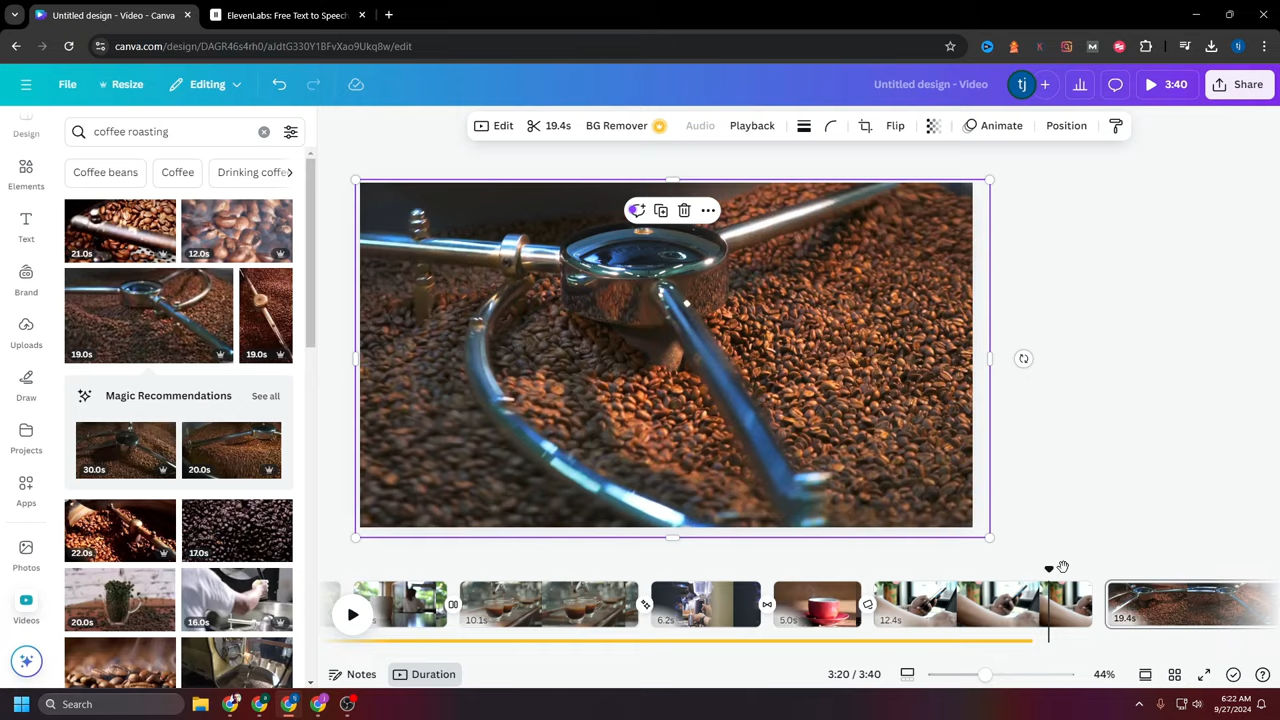 Untitled design - Video - Canva
ElevenLabs: Free Text to Speech
canva.com/design/DAGR46s4rh0/aJdtG330Y1BFvXao9Ukq8w/edit
File
Resize
Editing
Untitled design - Video
tj
3:40
Share
Design
coffee roasting
Edit
19.4s
BG Remover
Audio
Playback
Flip
Animate
Position
Coffee beans
Coffee
Drinking coffe
Elements
Text
Brand
Uploads
Draw
Projects
Apps
Photos
Videos
21.0s
12.0s
19.0s
19.0s
Magic Recommendations
See all
30.0s
20.0s
22.0s
17.0s
20.0s
16.0s
10.1s
6.2s
5.0s
12.4s
19.4s
Notes
Duration
3:20 / 3:40
44%
Search
6:22 AM
9/27/2024